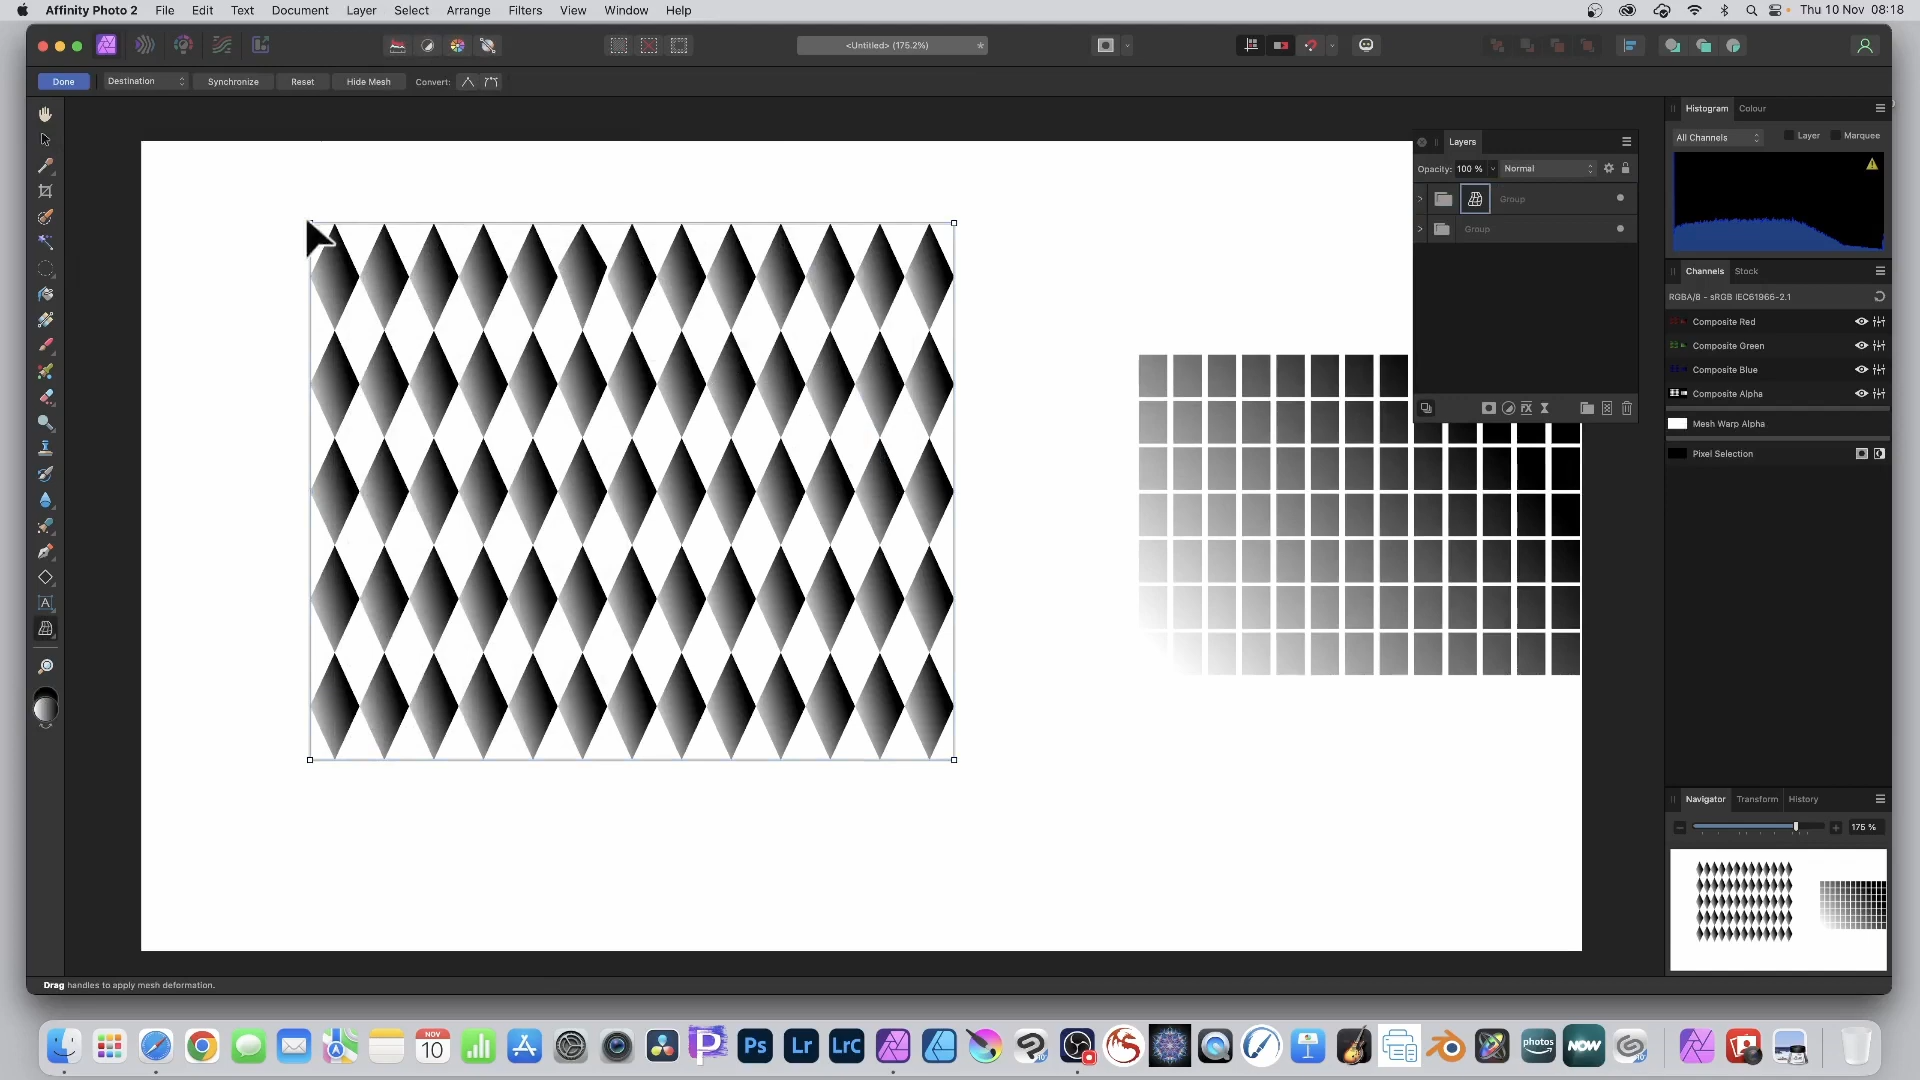 Affinity Photo 2 File Edit Text Document Layer Select Arrange Filters View Window Help Thu 10 Nov 08:18
<Untitled> (175.2%) *
Done Destination Synchronize Reset Hide Mesh Convert:
Histogram Colour
All Channels Layer Marquee
Layers
Opacity: 100 % Normal
Group
Group
Channels Stock
RGBA/8 - sRGB IEC61966-2.1
Composite Red
Composite Green
Composite Blue
Composite Alpha
Mesh Warp Alpha
Pixel Selection
Navigator Transform History
175 %
Drag handles to apply mesh deformation.
NOV
10
Ps Lr LrC
photos
NOW